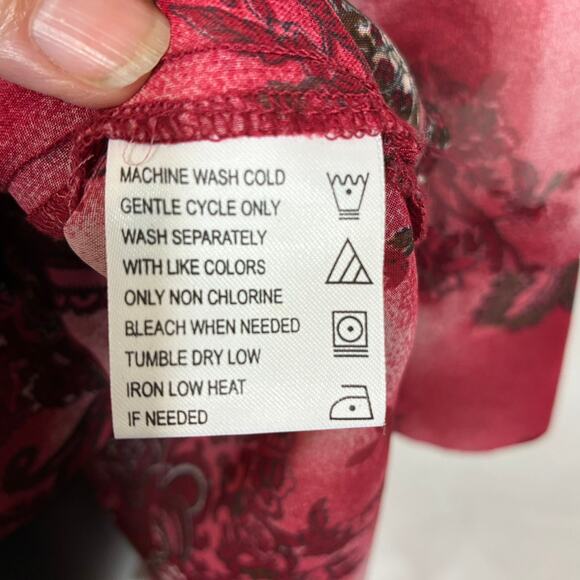 MACHINE WASH COLD
GENTLE CYCLE ONLY
WASH SEPARATELY
WITH LIKE COLORS
ONLY NON CHLORINE
BLEACH WHEN NEEDED
TUMBLE DRY LOW
IRON LOW HEAT
IF NEEDED